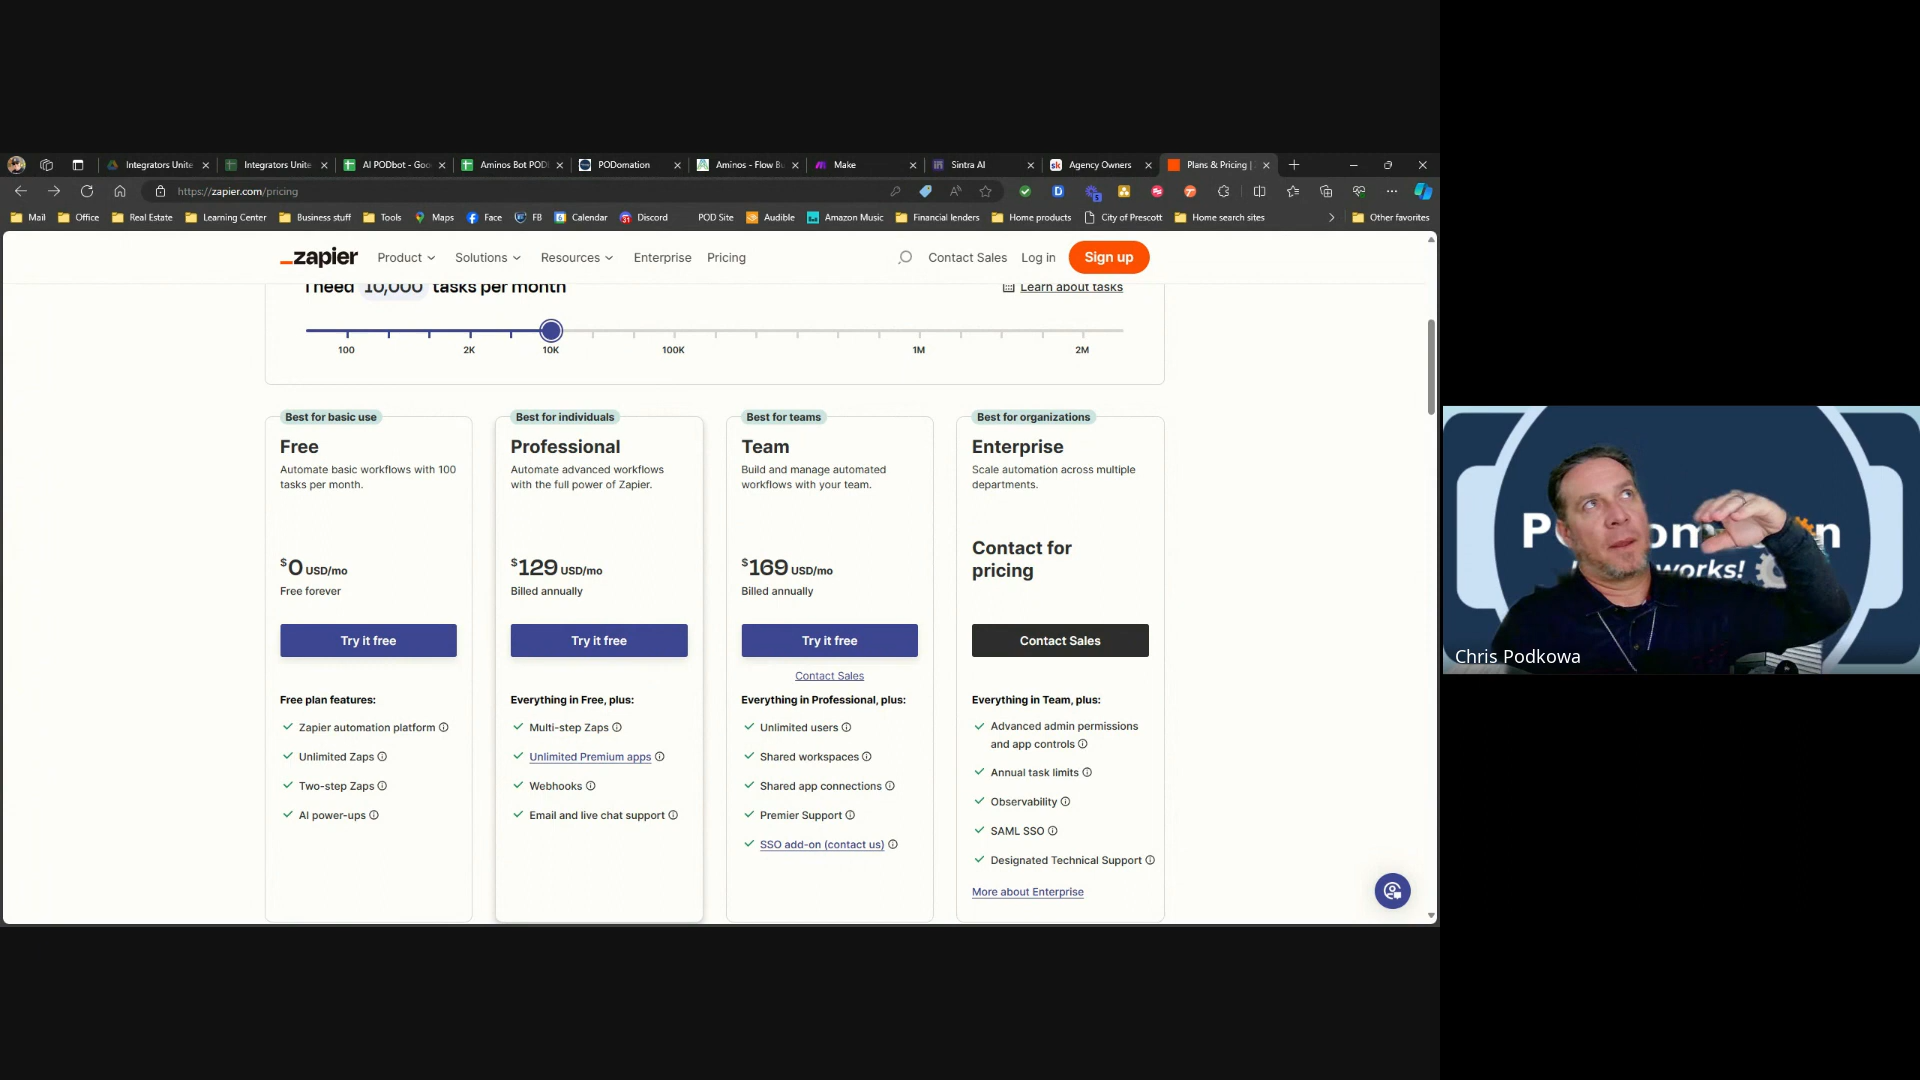 Integrators Unite
Integrators Unite
AI PODbot - Goo
Aminos Bot POD
PODomation
Aminos - Flow Bu
Make
Sintra AI
Agency Owners
Plans & Pricing |
https://zapier.com/pricing
Mail
Office
Real Estate
Learning Center
Business stuff
Tools
Maps
Face
FB
Calendar
Discord
POD Site
Audible
Amazon Music
Financial lenders
Home products
City of Prescott
Home search sites
Other favorites
zapier
Product
Solutions
Resources
Enterprise
Pricing
Contact Sales
Log in
Sign up
I need 10,000 tasks per month
Learn about tasks
100
2K
10K
100K
1M
2M
Best for basic use
Free
Automate basic workflows with 100
tasks per month.
$0 USD/mo
Free forever
Try it free
Free plan features:
Zapier automation platform
Unlimited Zaps
Two-step Zaps
AI power-ups
Best for individuals
Professional
Automate advanced workflows
with the full power of Zapier.
$129 USD/mo
Billed annually
Try it free
Everything in Free, plus:
Multi-step Zaps
Unlimited Premium apps
Webhooks
Email and live chat support
Best for teams
Team
Build and manage automated
workflows with your team.
$169 USD/mo
Billed annually
Try it free
Contact Sales
Everything in Professional, plus:
Unlimited users
Shared workspaces
Shared app connections
Premier Support
SSO add-on (contact us)
Best for organizations
Enterprise
Scale automation across multiple
departments.
Contact for
pricing
Contact Sales
Everything in Team, plus:
Advanced admin permissions
and app controls
Annual task limits
Observability
SAML SSO
Designated Technical Support
More about Enterprise
works!
Chris Podkowa